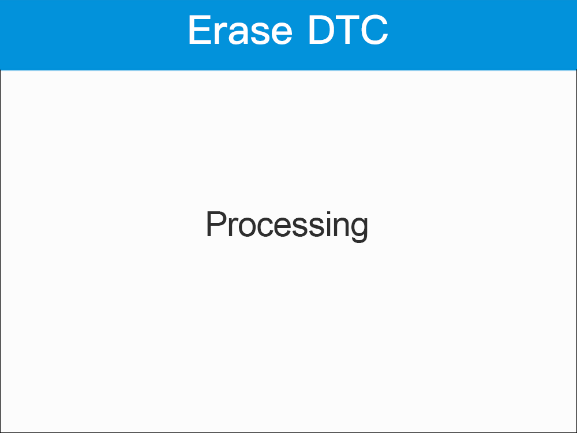 Erase DTC
Processing